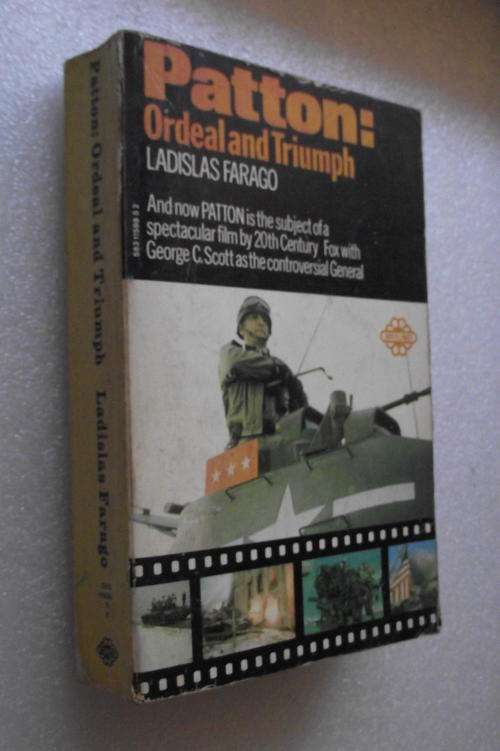 Patton:
Ordeal and Triumph
LADISLAS FARAGO
And now PATTON is the subject of a
spectacular film by 20th Century Fox with
George C. Scott as the controversial General
Patton: Ordeal and Triumph Ladislas Farago